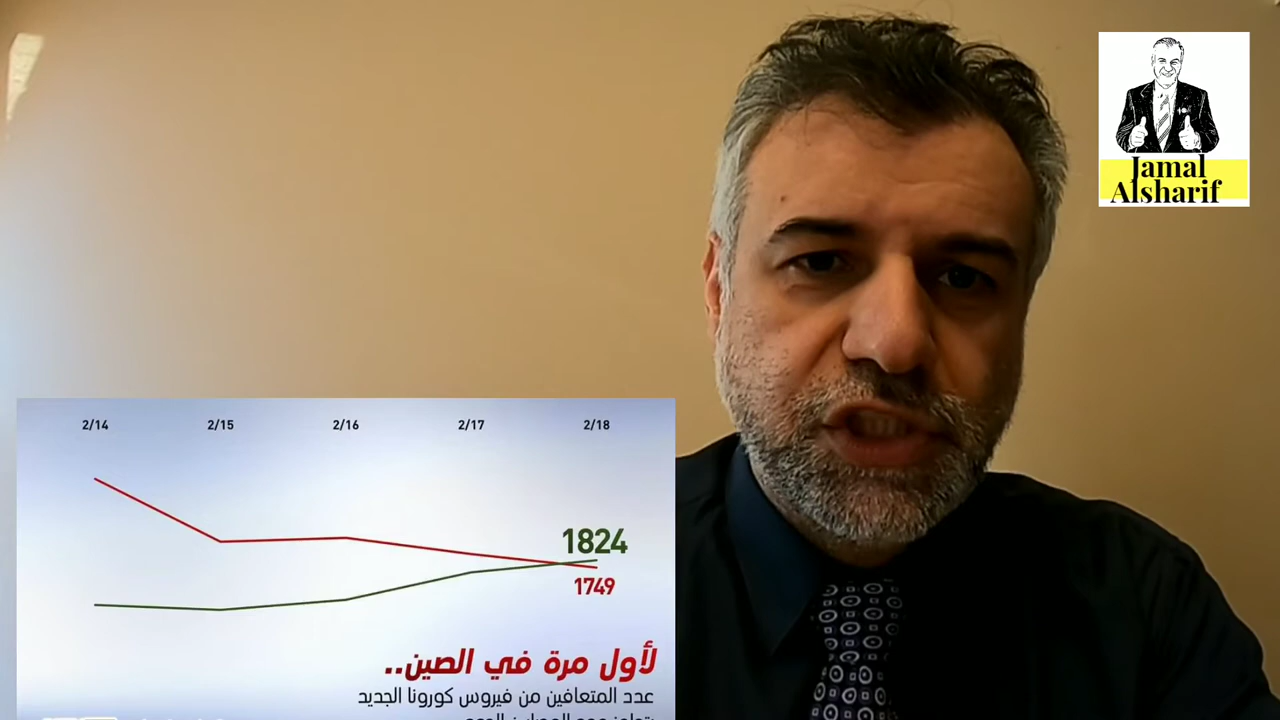 Jamal
Alsharif
2/14 2/15 2/16 2/17 2/18
1824
1749
لأول مرة في الصين..
عدد المتعافين من فيروس كورونا الجديد